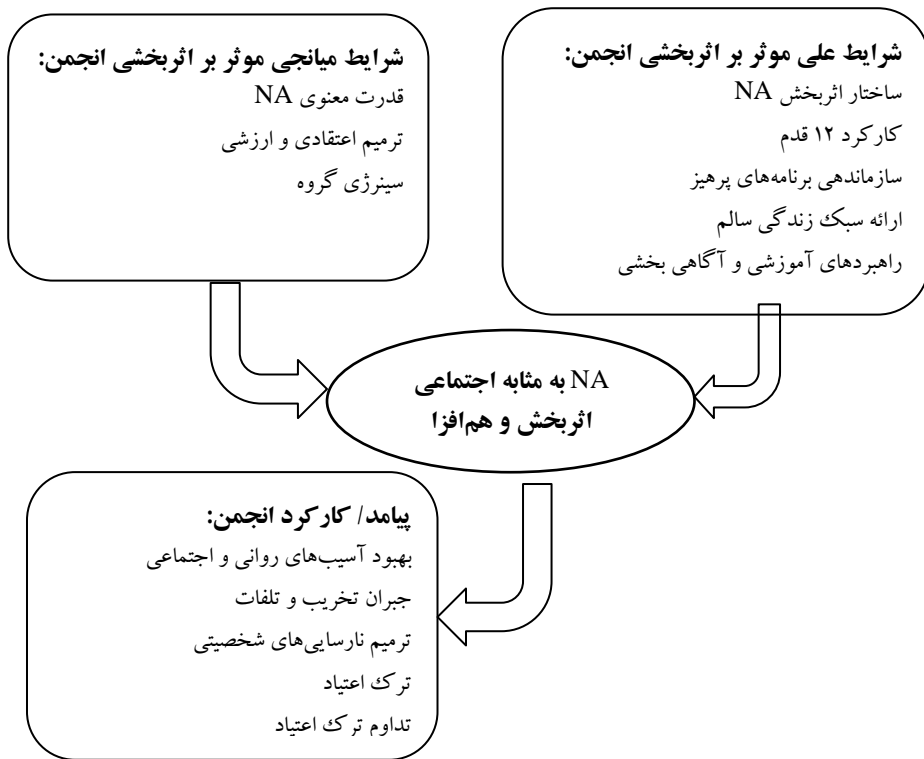 شرایط علی موثر بر اثربخشی انجمن:
ساختار اثربخش NA
کارکرد ۱۲ قدم
سازماندهی برنامه‌های پرهیز
ارائه سبک زندگی سالم
راهبردهای آموزشی و آگاهی بخشی
شرایط میانجی موثر بر اثربخشی انجمن:
قدرت معنوی NA
ترمیم اعتقادی و ارزشی
سینرژی گروه
NA به مثابه اجتماعی
اثربخش و هم‌افزا
پیامد/ کارکرد انجمن:
بهبود آسیب‌های روانی و اجتماعی
جبران تخریب و تلفات
ترمیم نارسایی‌های شخصیتی
ترک اعتیاد
تداوم ترک اعتیاد